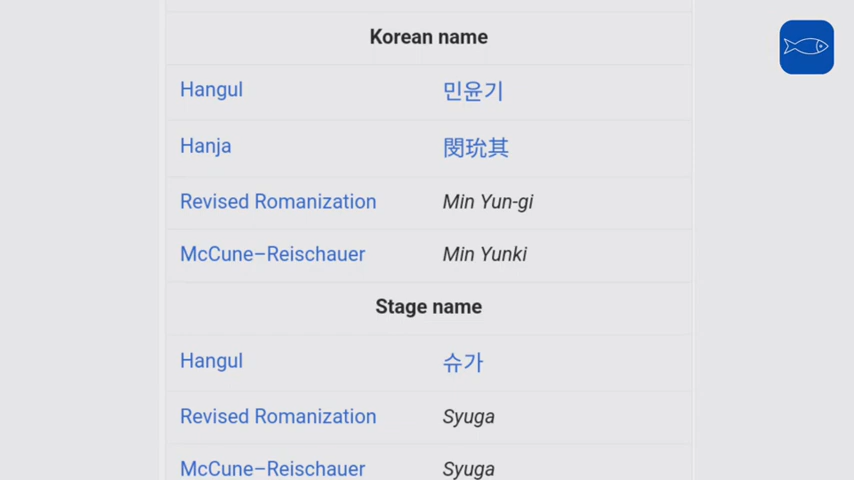 Korean name
Hangul 민윤기
Hanja 閔玧其
Revised Romanization Min Yun-gi
McCune–Reischauer Min Yunki
Stage name
Hangul 슈가
Revised Romanization Syuga
McCune–Reischauer Syuga